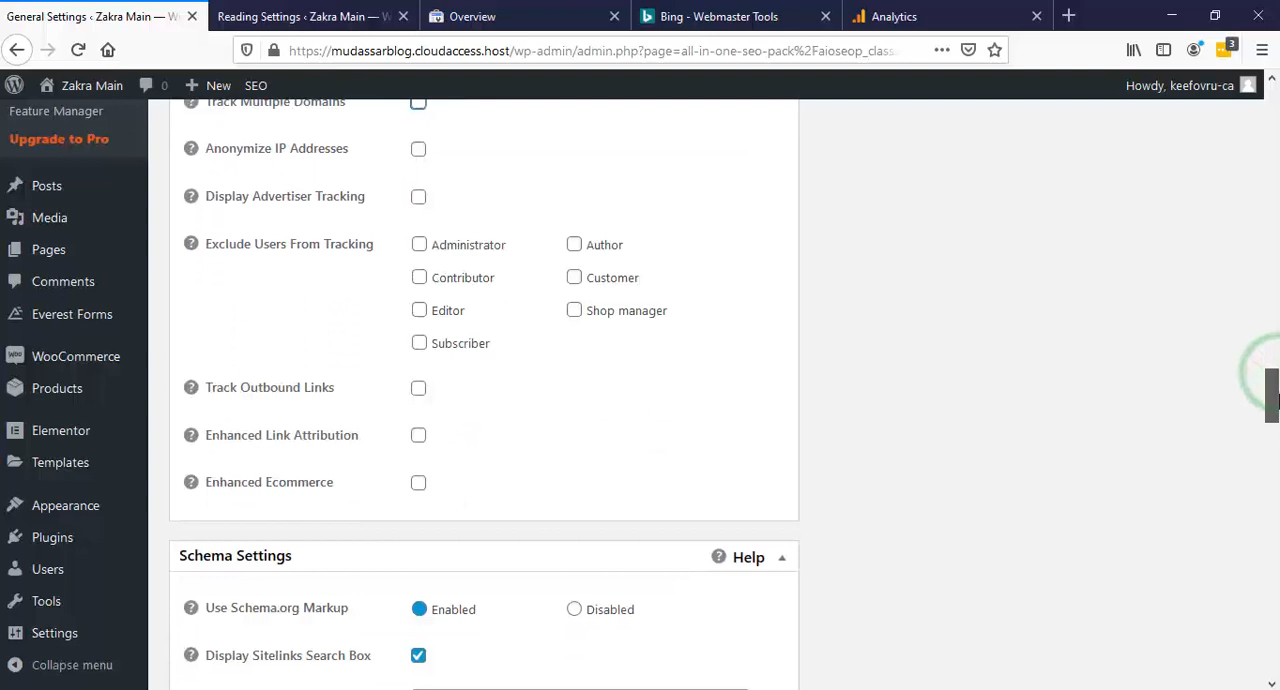 General Settings ‹ Zakra Main — W
Reading Settings ‹ Zakra Main — W
Overview
Bing - Webmaster Tools
Analytics
https://mudassarblog.cloudaccess.host/wp-admin/admin.php?page=all-in-one-seo-pack%2Faioseop_class
3
Zakra Main
0
New
SEO
Howdy, keefovru-ca
Feature Manager
Upgrade to Pro
Posts
Media
Pages
Comments
Everest Forms
WooCommerce
Products
Elementor
Templates
Appearance
Plugins
Users
Tools
Settings
Collapse menu
Track Multiple Domains
Anonymize IP Addresses
Display Advertiser Tracking
Exclude Users From Tracking
Administrator
Author
Contributor
Customer
Editor
Shop manager
Subscriber
Track Outbound Links
Enhanced Link Attribution
Enhanced Ecommerce
Schema Settings
Help
Use Schema.org Markup
Enabled
Disabled
Display Sitelinks Search Box